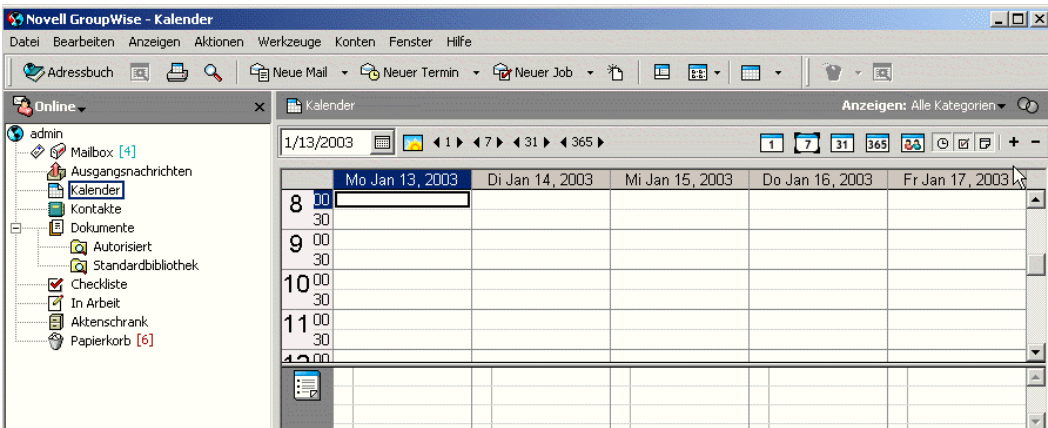 Novell GroupWise - Kalender
Datei Bearbeiten Anzeigen Aktionen Werkzeuge Konten Fenster Hilfe
Adressbuch Neue Mail Neuer Termin Neuer Job
Online
Kalender Anzeigen: Alle Kategorien
admin
Mailbox [4]
Ausgangsnachrichten
Kalender
Kontakte
Dokumente
Autorisiert
Standardbibliothek
Checkliste
In Arbeit
Aktenschrank
Papierkorb [6]
1/13/2003 1 7 31 365 1 7 31 365
Mo Jan 13, 2003 Di Jan 14, 2003 Mi Jan 15, 2003 Do Jan 16, 2003 Fr Jan 17, 2003
8 00
30
9 00
30
10 00
30
11 00
30
12 00